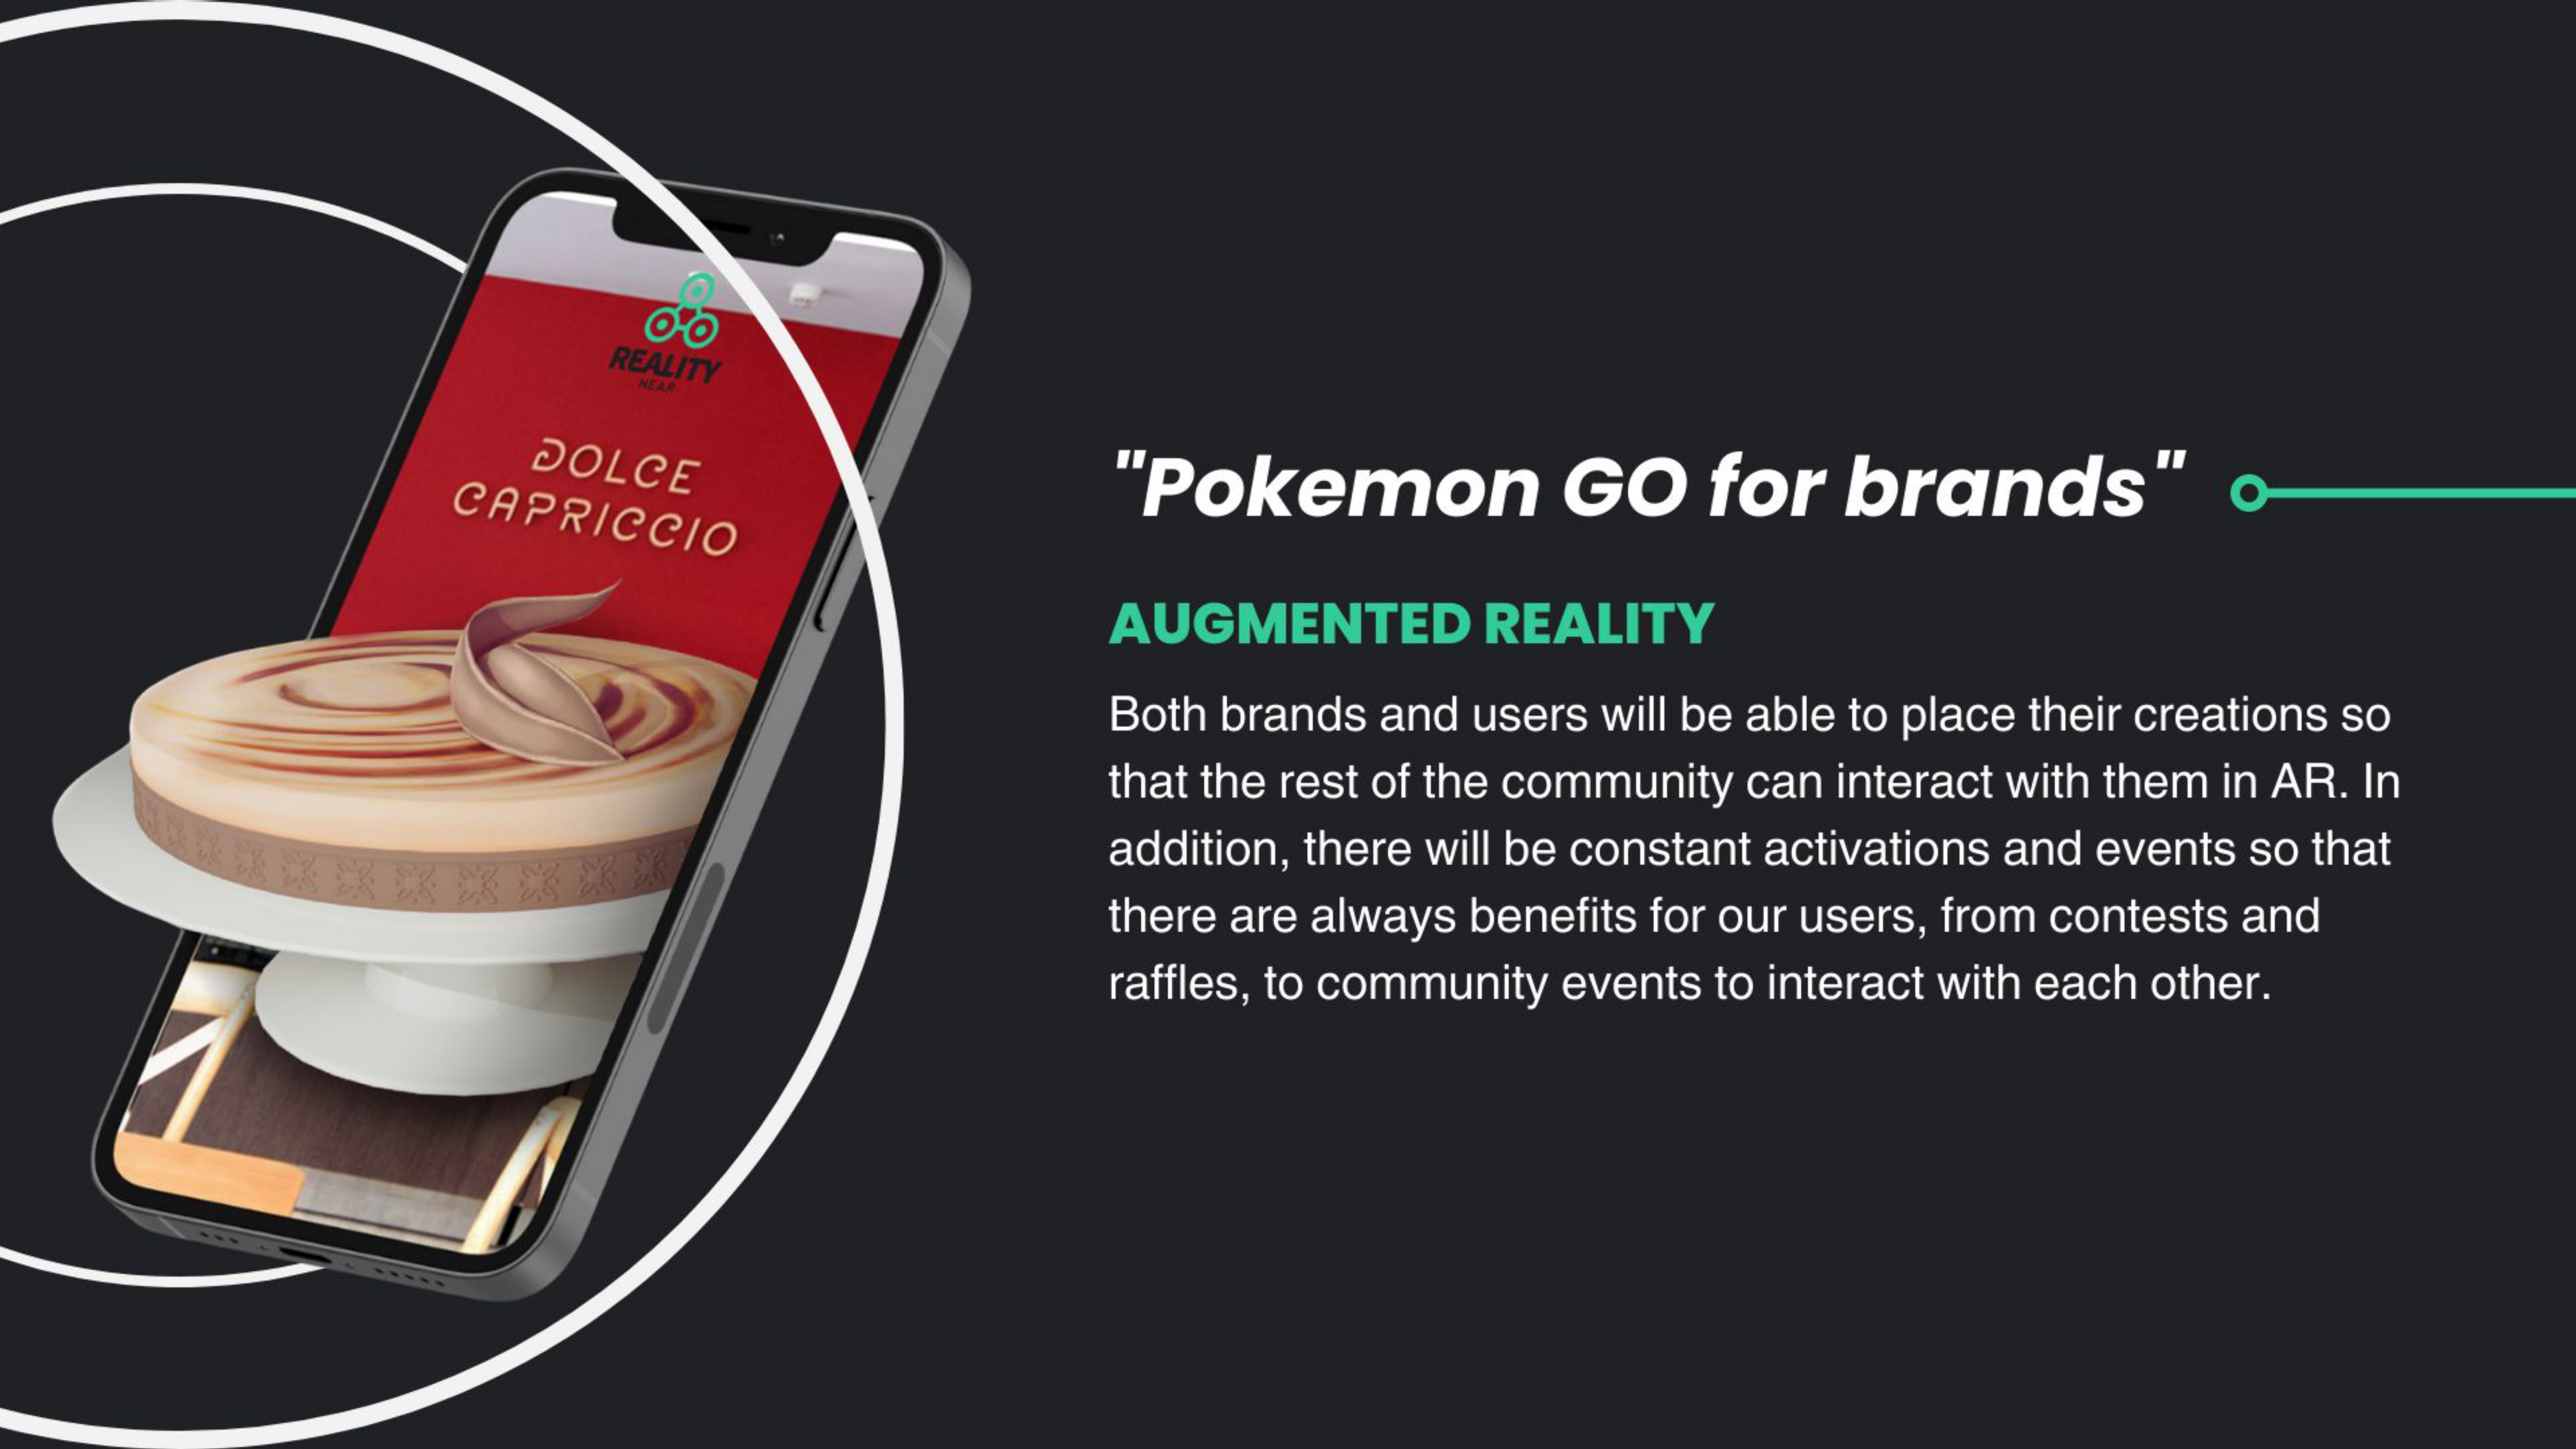 REALITY
NEAR
DOLCE
CAPRICCIO
"Pokemon GO for brands"
AUGMENTED REALITY
Both brands and users will be able to place their creations so
that the rest of the community can interact with them in AR. In
addition, there will be constant activations and events so that
there are always benefits for our users, from contests and
raffles, to community events to interact with each other.